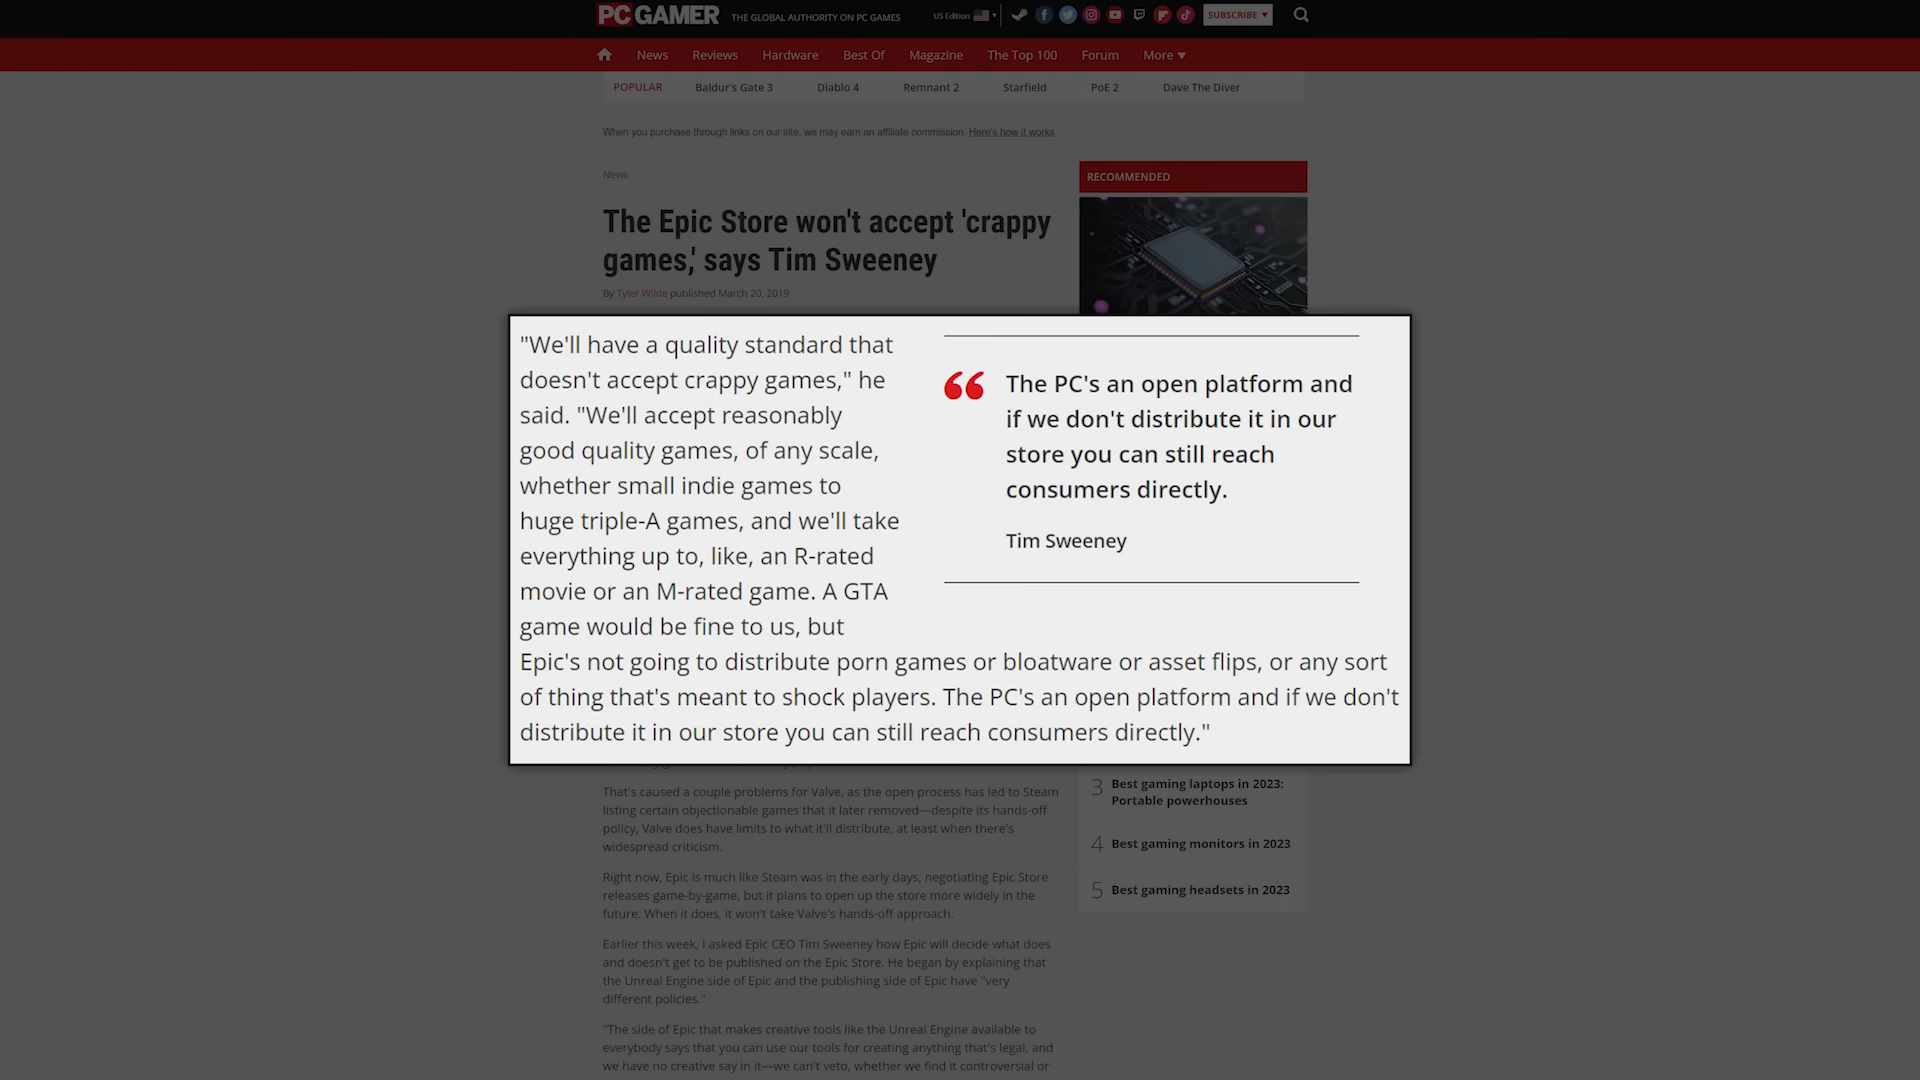 PC GAMER THE GLOBAL AUTHORITY ON PC GAMES US Edition SUBSCRIBE
News Reviews Hardware Best Of Magazine The Top 100 Forum More
POPULAR Baldur's Gate 3 Diablo 4 Remnant 2 Starfield PoE 2 Dave The Diver
When you purchase through links on our site, we may earn an affiliate commission. Here's how it works.
News
RECOMMENDED
The Epic Store won't accept 'crappy
games,' says Tim Sweeney
By Tyler Wilde published March 20, 2019
"We'll have a quality standard that
doesn't accept crappy games," he
said. "We'll accept reasonably
good quality games, of any scale,
whether small indie games to
huge triple-A games, and we'll take
everything up to, like, an R-rated
movie or an M-rated game. A GTA
game would be fine to us, but
Epic's not going to distribute porn games or bloatware or asset flips, or any sort
of thing that's meant to shock players. The PC's an open platform and if we don't
distribute it in our store you can still reach consumers directly."
“ The PC's an open platform and
if we don't distribute it in our
store you can still reach
consumers directly.
Tim Sweeney
That's caused a couple problems for Valve, as the open process has led to Steam
listing certain objectionable games that it later removed—despite its hands-off
policy, Valve does have limits to what it'll distribute, at least when there's
widespread criticism.
Right now, Epic is much like Steam was in the early days, negotiating Epic Store
releases game-by-game, but it plans to open up the store more widely in the
future. When it does, it won't take Valve's hands-off approach.
Earlier this week, I asked Epic CEO Tim Sweeney how Epic will decide what does
and doesn't get to be published on the Epic Store. He began by explaining that
the Unreal Engine side of Epic and the publishing side of Epic have "very
different policies."
"The side of Epic that makes creative tools like the Unreal Engine available to
everybody says that you can use our tools for creating anything that's legal, and
we have no creative say in it—we can't veto, whether we find it controversial or
3 Best gaming laptops in 2023:
Portable powerhouses
4 Best gaming monitors in 2023
5 Best gaming headsets in 2023